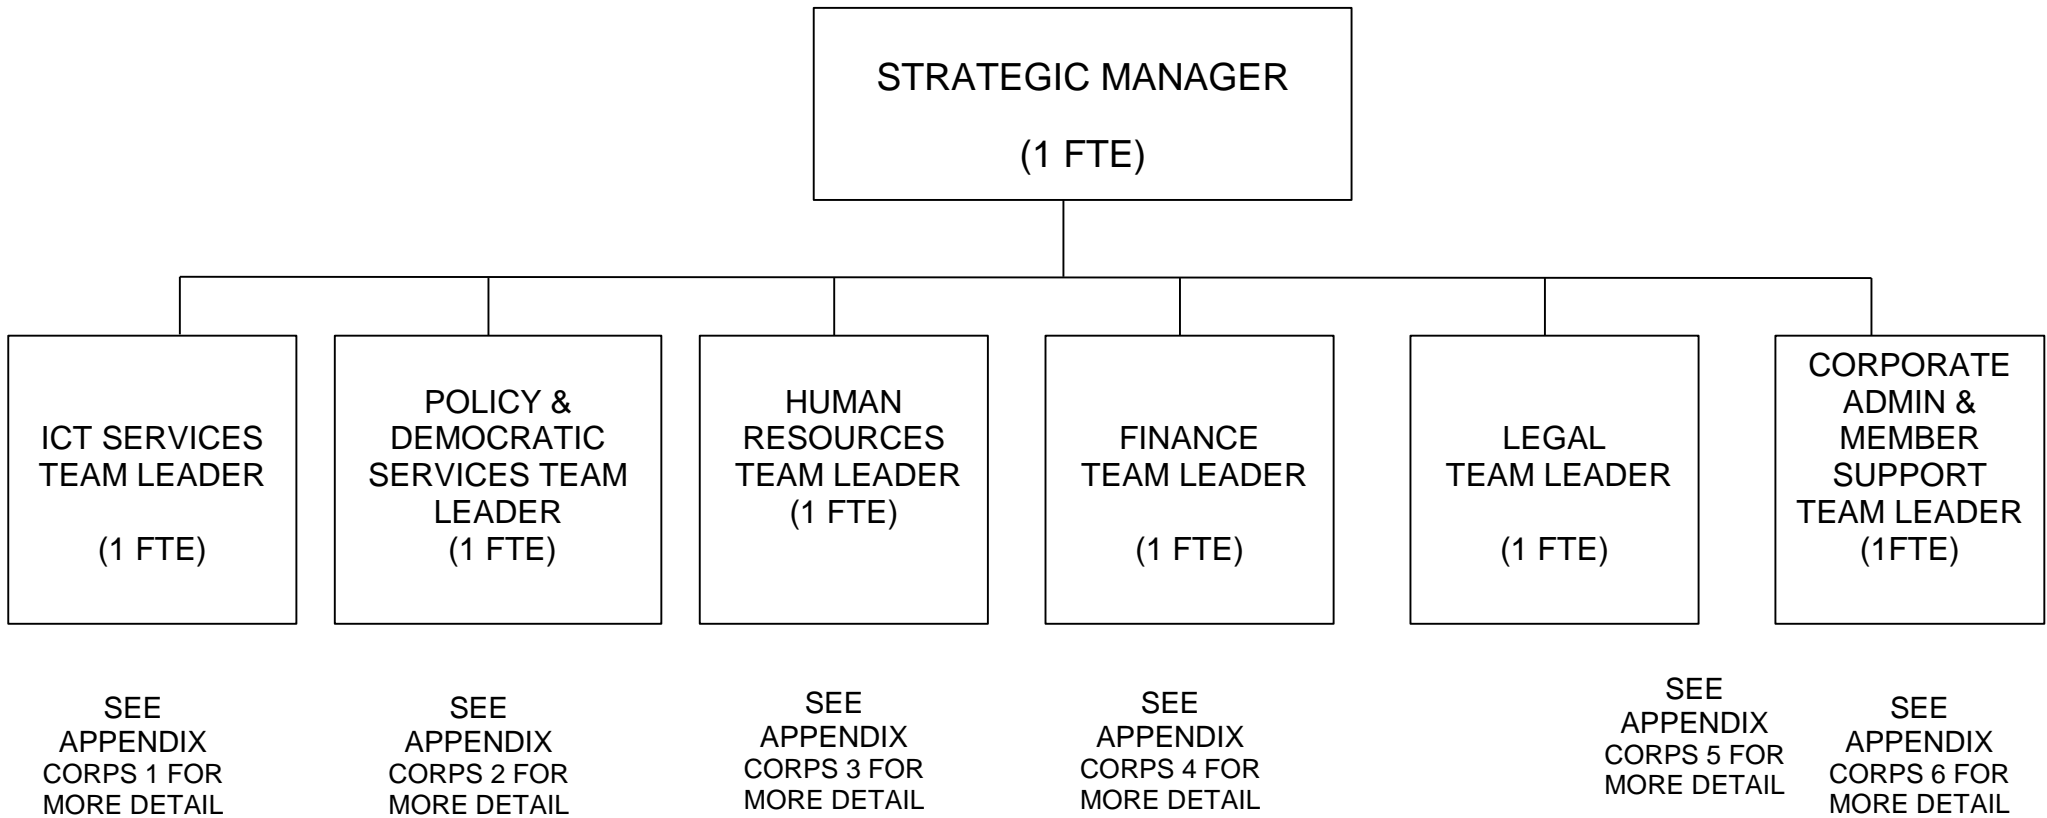 STRATEGIC MANAGER
(1 FTE)
ICT SERVICES
TEAM LEADER
(1 FTE)
POLICY &
DEMOCRATIC
SERVICES TEAM
LEADER
(1 FTE)
HUMAN
RESOURCES
TEAM LEADER
(1 FTE)
FINANCE
TEAM LEADER
(1 FTE)
LEGAL
TEAM LEADER
(1 FTE)
CORPORATE
ADMIN &
MEMBER
SUPPORT
TEAM LEADER
(1FTE)
SEE
APPENDIX
CORPS 1 FOR
MORE DETAIL
SEE
APPENDIX
CORPS 2 FOR
MORE DETAIL
SEE
APPENDIX
CORPS 3 FOR
MORE DETAIL
SEE
APPENDIX
CORPS 4 FOR
MORE DETAIL
SEE
APPENDIX
CORPS 5 FOR
MORE DETAIL
SEE
APPENDIX
CORPS 6 FOR
MORE DETAIL